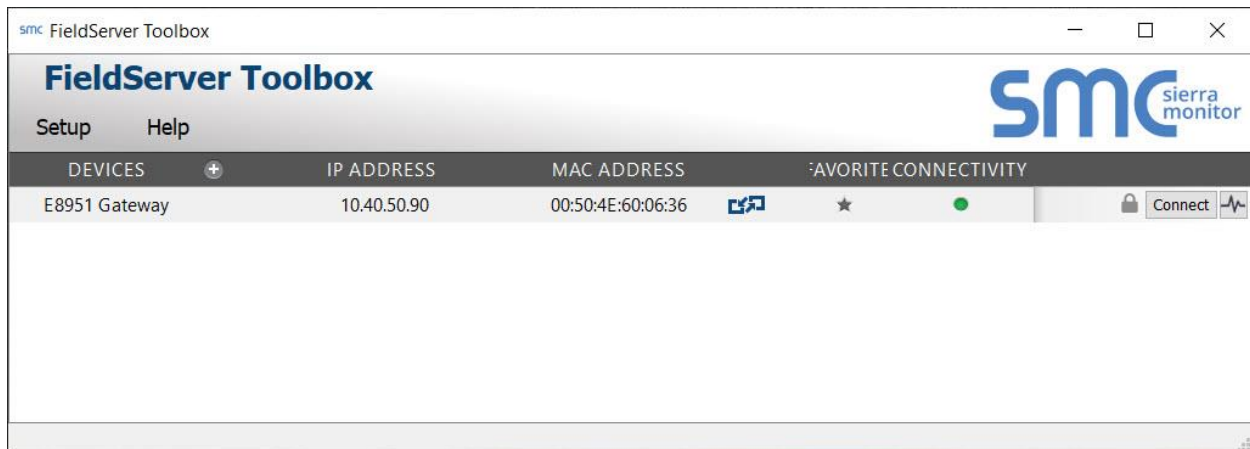 smc FieldServer Toolbox
FieldServer Toolbox
smc sierra monitor
Setup Help
DEVICES IP ADDRESS MAC ADDRESS FAVORITE CONNECTIVITY
E8951 Gateway 10.40.50.90 00:50:4E:60:06:36 Connect